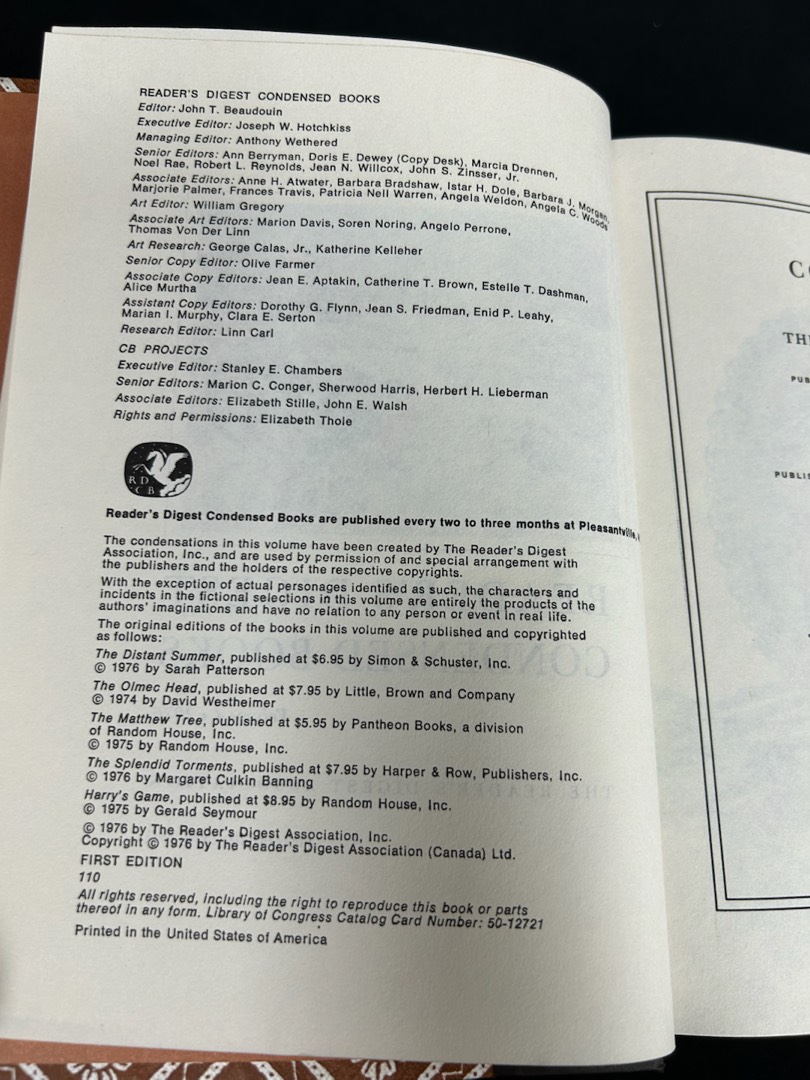 READER'S DIGEST CONDENSED BOOKS
Editor: John T. Beaudouin
Executive Editor: Joseph W. Hotchkiss
Managing Editor: Anthony Wethered
Senior Editors: Ann Berryman, Doris E. Dewey (Copy Desk), Marcia Drennen,
Noel Rae, Robert L. Reynolds, Jean N. Willcox, John S. Zinsser, Jr.
Associate Editors: Anne H. Atwater, Barbara Bradshaw, Istar H. Dole, Barbara J. Morgan,
Marjorie Palmer, Frances Travis, Patricia Nell Warren, Angela Weldon, Angela C. Woods
Art Editor: William Gregory
Associate Art Editors: Marion Davis, Soren Noring, Angelo Perrone,
Thomas Von Der Linn
Art Research: George Calas, Jr., Katherine Kelleher
Senior Copy Editor: Olive Farmer
Associate Copy Editors: Jean E. Aptakin, Catherine T. Brown, Estelle T. Dashman,
Alice Murtha
Assistant Copy Editors: Dorothy G. Flynn, Jean S. Friedman, Enid P. Leahy,
Marian I. Murphy, Clara E. Serton
Research Editor: Linn Carl
CB PROJECTS
Executive Editor: Stanley E. Chambers
Senior Editors: Marion C. Conger, Sherwood Harris, Herbert H. Lieberman
Associate Editors: Elizabeth Stille, John E. Walsh
Rights and Permissions: Elizabeth Thole
RD
CB
Reader's Digest Condensed Books are published every two to three months at Pleasantville,
The condensations in this volume have been created by The Reader's Digest
Association, Inc., and are used by permission of and special arrangement with
the publishers and the holders of the respective copyrights.
With the exception of actual personages identified as such, the characters and
incidents in the fictional selections in this volume are entirely the products of the
authors' imaginations and have no relation to any person or event in real life.
The original editions of the books in this volume are published and copyrighted
as follows:
The Distant Summer, published at $6.95 by Simon & Schuster, Inc.
© 1976 by Sarah Patterson
The Olmec Head, published at $7.95 by Little, Brown and Company
© 1974 by David Westheimer
The Matthew Tree, published at $5.95 by Pantheon Books, a division
of Random House, Inc.
© 1975 by Random House, Inc.
The Splendid Torments, published at $7.95 by Harper & Row, Publishers, Inc.
© 1976 by Margaret Culkin Banning
Harry's Game, published at $8.95 by Random House, Inc.
© 1975 by Gerald Seymour
© 1976 by The Reader's Digest Association, Inc.
Copyright © 1976 by The Reader's Digest Association (Canada) Ltd.
FIRST EDITION
110
All rights reserved, including the right to reproduce this book or parts
thereof in any form. Library of Congress Catalog Card Number: 50-12721
Printed in the United States of America